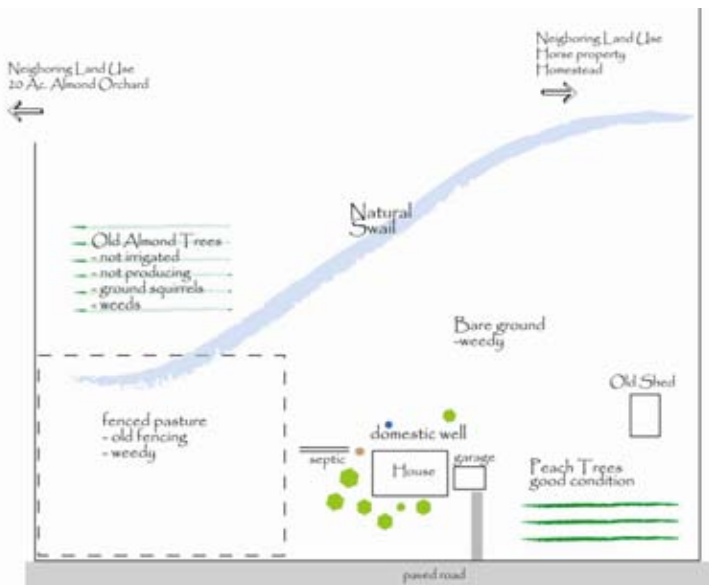 Neigboring Land Use
20 Ac. Almond Orchard
Neighboring Land Use
Horse property
Homestead
Natural
Swail
Old Almond Trees
- not irrigated
- not producing
- ground squirrels
- weeds
Bare ground
-weedy
Old Shed
fenced pasture
- old fencing
- weedy
domestic well
septic
House
garage
Peach Trees
good condition
paved road